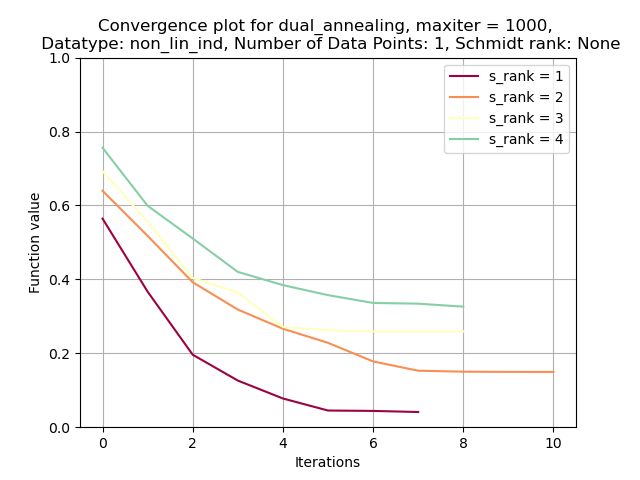 Convergence plot for dual_annealing, maxiter = 1000,
Datatype: non_lin_ind, Number of Data Points: 1, Schmidt rank: None
1.0
s_rank = 1
s_rank = 2
s_rank = 3
s_rank = 4
0.8
0.6
0.4
0.2
0.0
Function value
0 2 4 6 8 10
Iterations